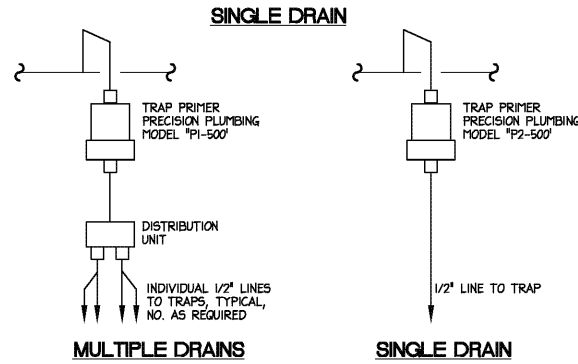 SINGLE DRAIN
TRAP PRIMER
PRECISION PLUMBING
MODEL "P1-500'
DISTRIBUTION
UNIT
INDIVIDUAL 1/2" LINES
TO TRAPS, TYPICAL,
NO. AS REQUIRED
MULTIPLE DRAINS
TRAP PRIMER
PRECISION PLUMBING
MODEL "P2-500'
1/2" LINE TO TRAP
SINGLE DRAIN